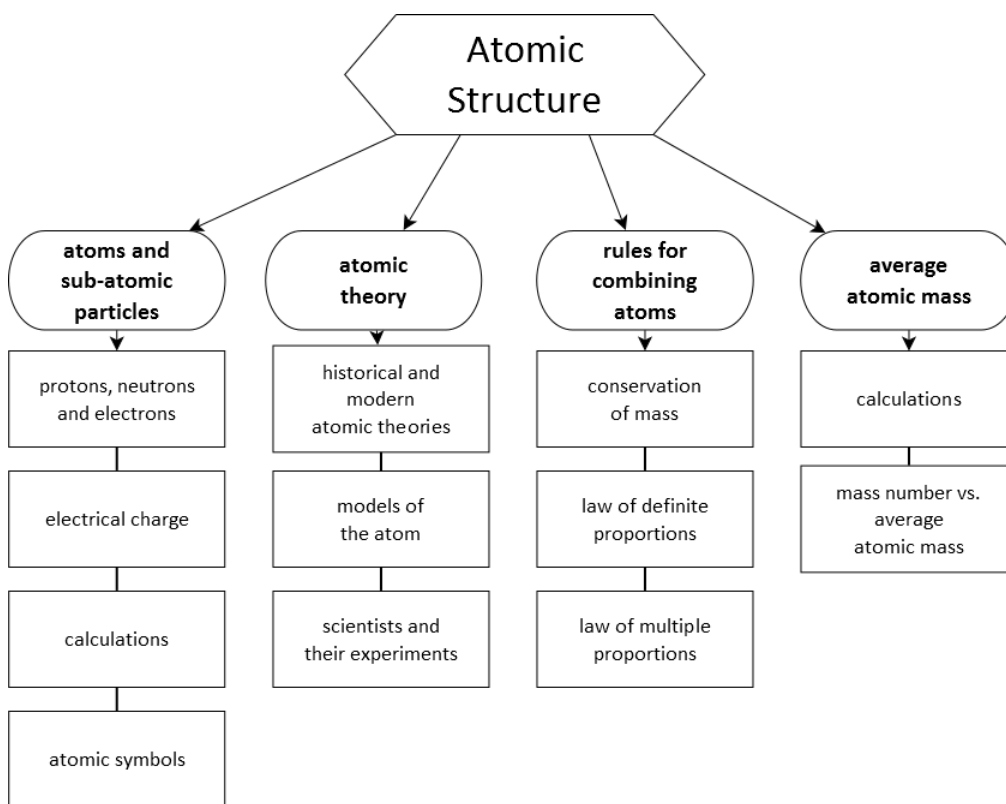 Atomic
Structure
atoms and
sub-atomic
particles
protons, neutrons
and electrons
electrical charge
calculations
atomic symbols
atomic
theory
historical and
modern
atomic theories
models of
the atom
scientists and
their experiments
rules for
combining
atoms
conservation
of mass
law of definite
proportions
law of multiple
proportions
average
atomic mass
calculations
mass number vs.
average
atomic mass